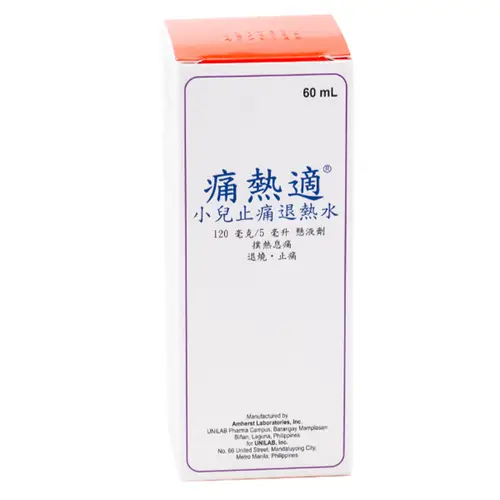 60 mL
痛熱適®
小兒止痛退熱水
120 毫克/5 毫升 懸液劑
撲熱息痛
退燒・止痛
Manufactured by
Amherst Laboratories, Inc.
UNILAB Pharma Campus, Barangay Mamplasan
Biñan, Laguna, Philippines
for UNILAB, Inc.
No. 66 United Street, Mandaluyong City,
Metro Manila, Philippines